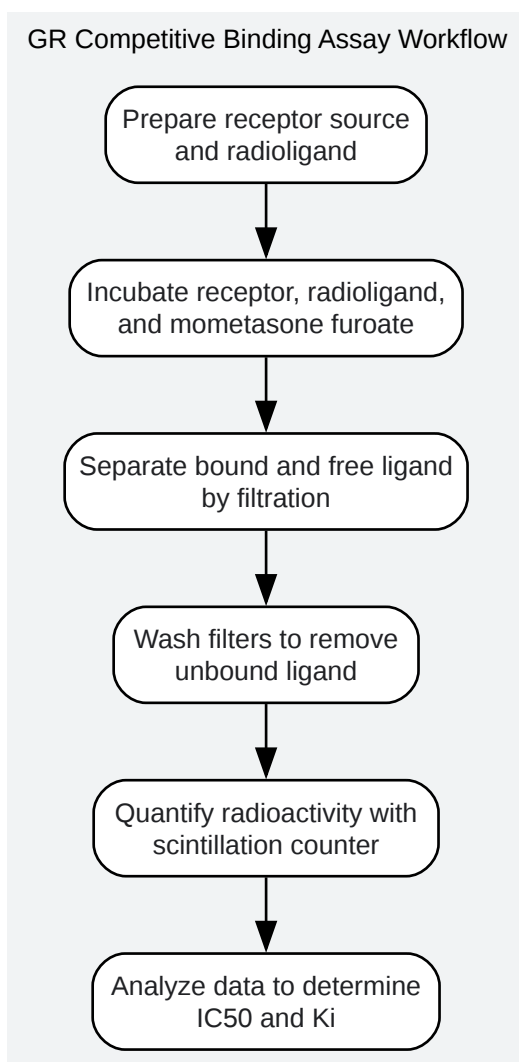 GR Competitive Binding Assay Workflow
Prepare receptor source
and radioligand
Incubate receptor, radioligand,
and mometasone furoate
Separate bound and free ligand
by filtration
Wash filters to remove
unbound ligand
Quantify radioactivity with
scintillation counter
Analyze data to determine
IC50 and Ki